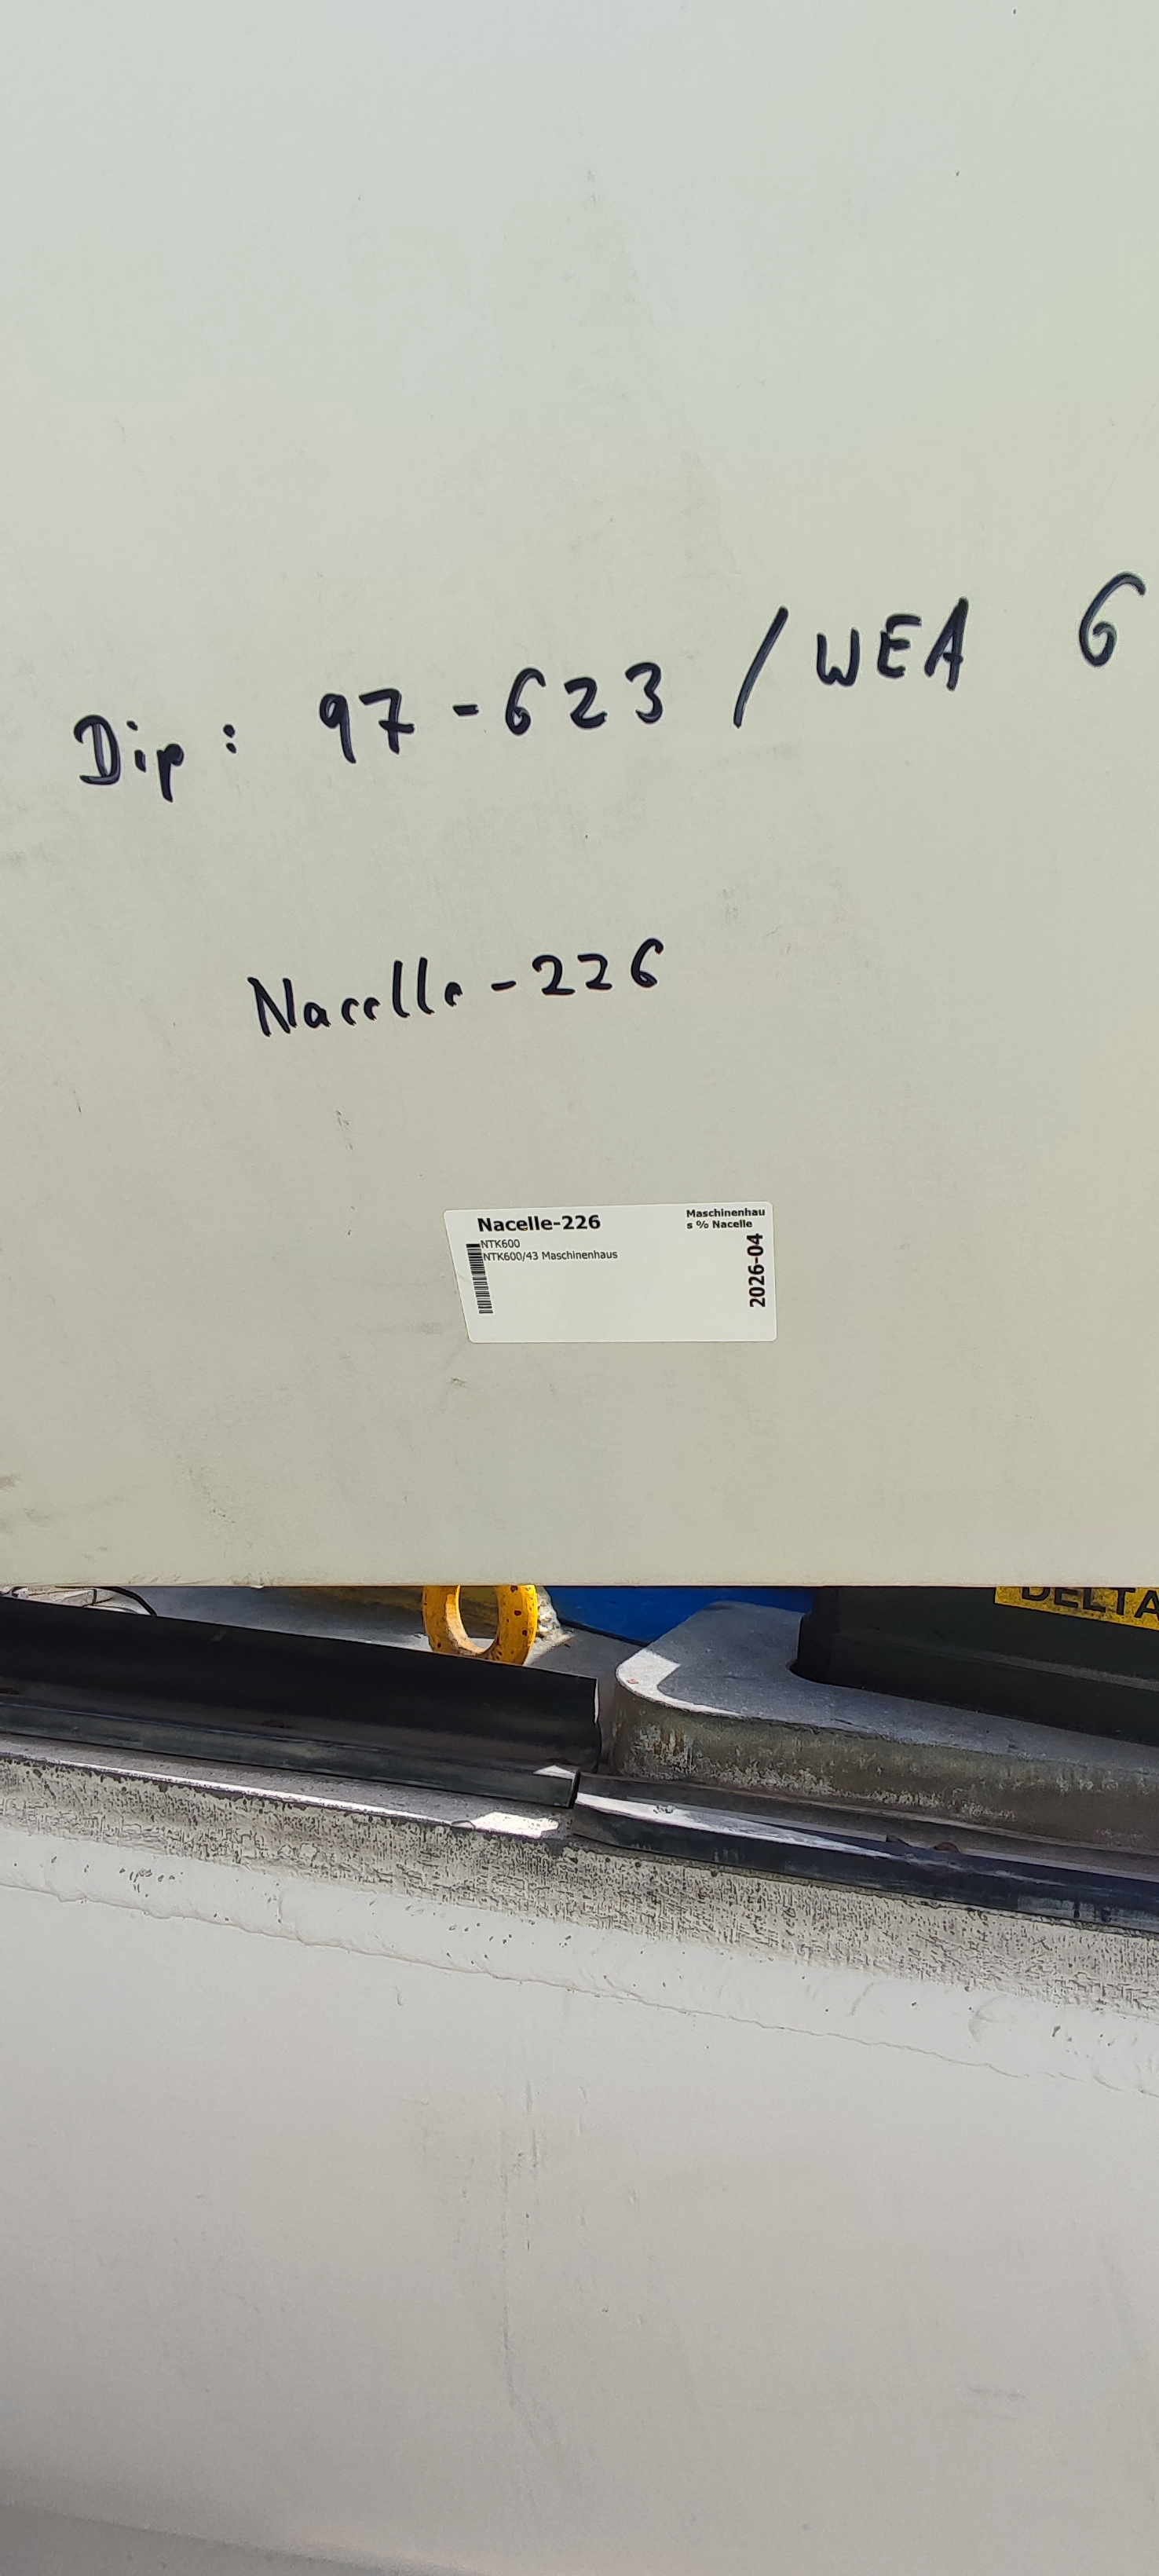 Dip: 97-623 / WEA 6
Nacelle-226
Nacelle-226
Maschinenhau
s % Nacelle
NTK600
NTK600/43 Maschinenhaus
2026-04
DELTA